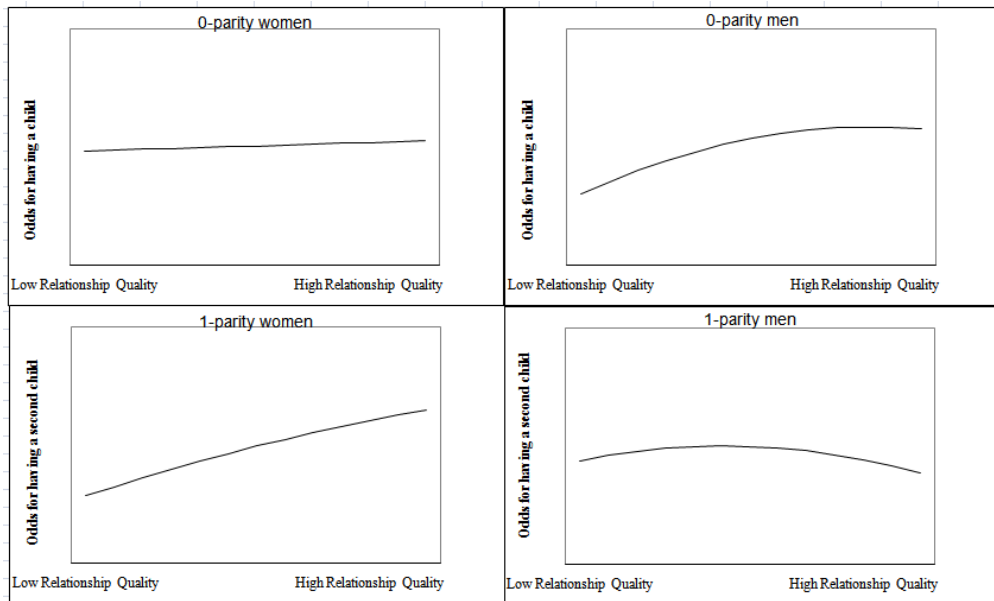 0-parity women
Odds for having a child
Low Relationship Quality
High Relationship Quality
0-parity men
Odds for having a child
Low Relationship Quality
High Relationship Quality
1-parity women
Odds for having a second child
Low Relationship Quality
High Relationship Quality
1-parity men
Odds for having a second child
Low Relationship Quality
High Relationship Quality